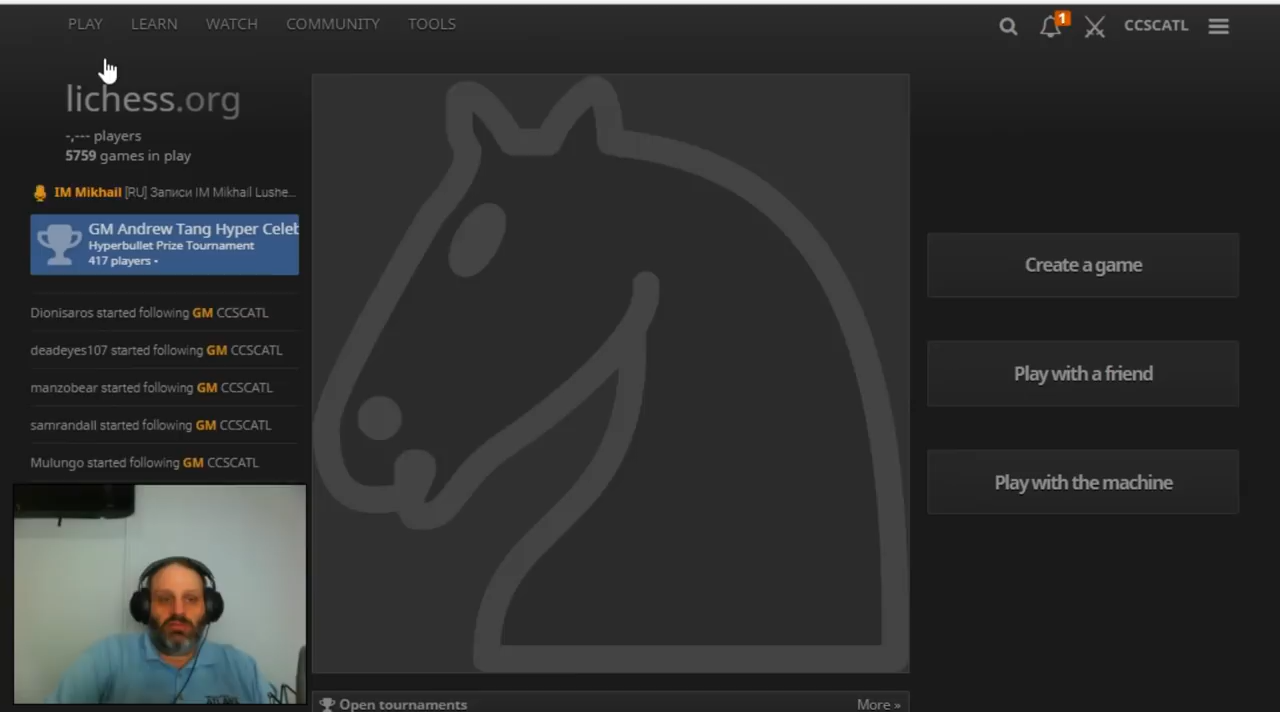 PLAY LEARN WATCH COMMUNITY TOOLS
1 CCSCATL
lichess.org
-,--- players
5759 games in play
IM Mikhail [RU] Записи IM Mikhail Lushe...
GM Andrew Tang Hyper Celeb
Hyperbullet Prize Tournament
417 players •
Dionisaros started following GM CCSCATL
deadeyes107 started following GM CCSCATL
manzobear started following GM CCSCATL
samrandall started following GM CCSCATL
Mulungo started following GM CCSCATL
Create a game
Play with a friend
Play with the machine
Open tournaments More »